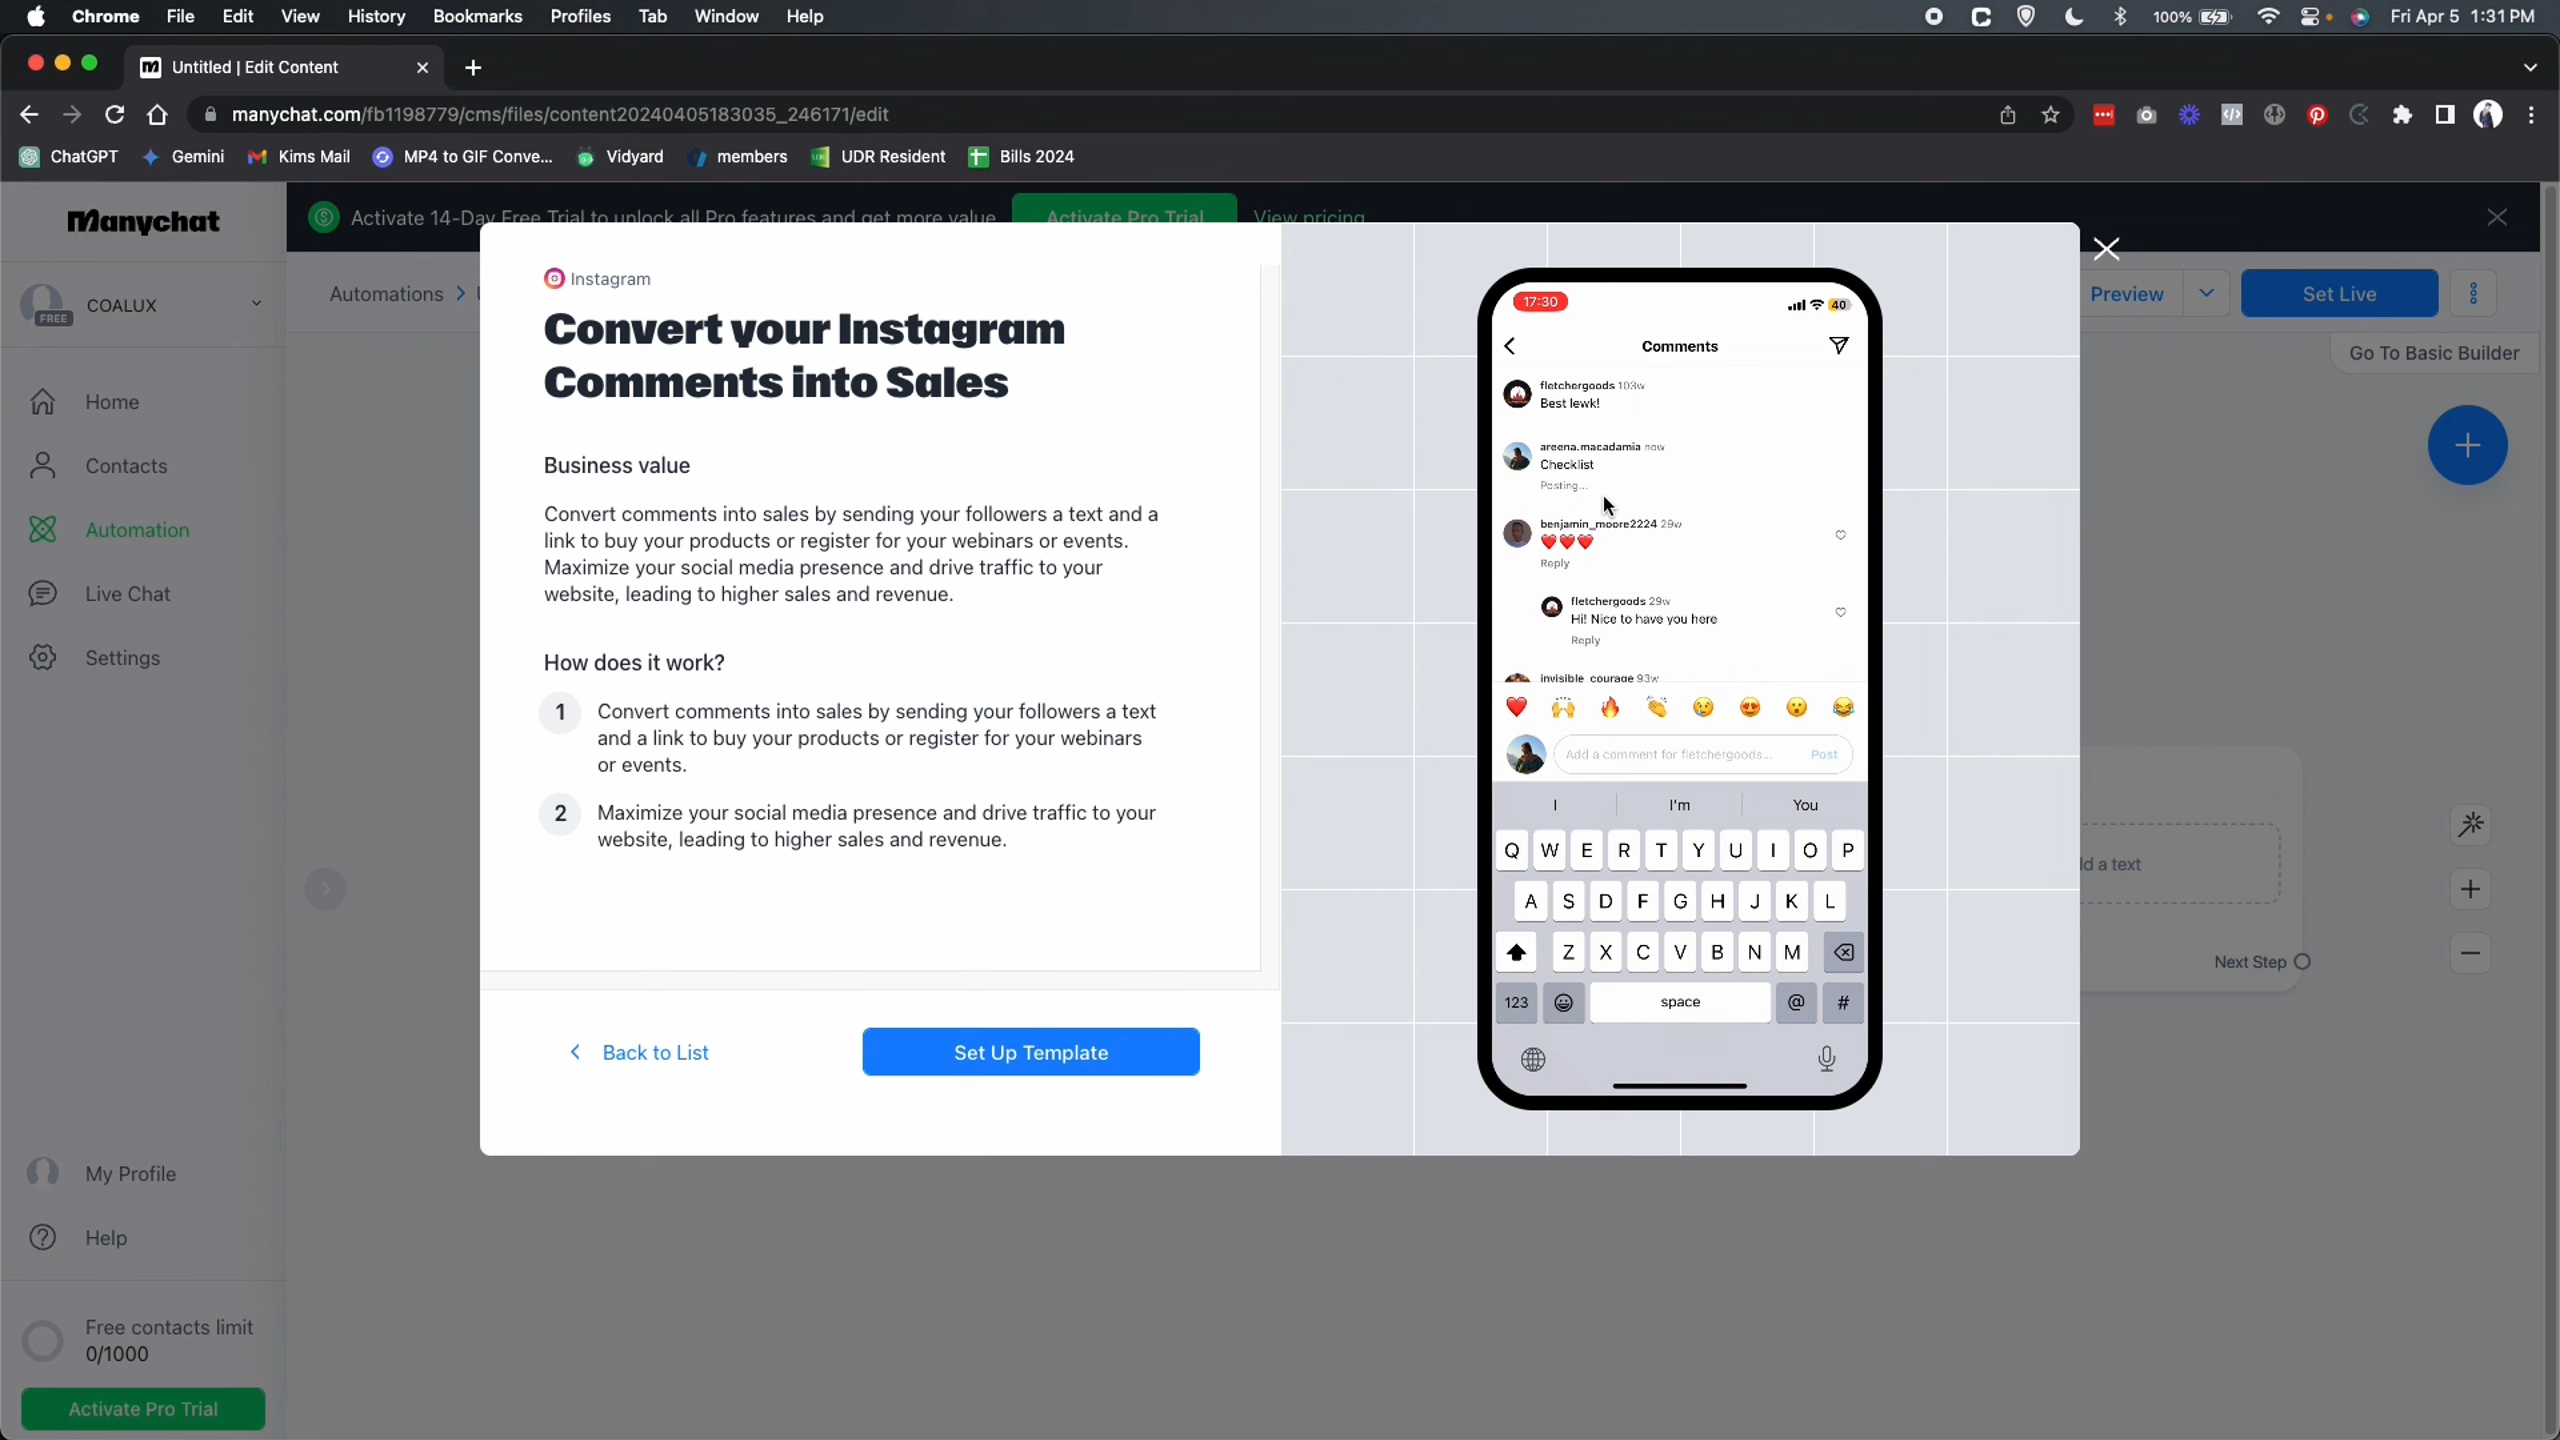 Chrome File Edit View History Bookmarks Profiles Tab Window Help 100% Fri Apr 5 1:31 PM
Untitled | Edit Content
manychat.com/fb1198779/cms/files/content20240405183035_246171/edit
ChatGPT Gemini Kims Mail MP4 to GIF Conve... Vidyard members UDR Resident Bills 2024
Manychat
Activate 14-Day Free Trial to unlock all Pro features and get more value Activate Pro Trial View pricing
COALUX
FREE
Automations
Preview
Set Live
Go To Basic Builder
Home
Contacts
Automation
Live Chat
Settings
My Profile
Help
Free contacts limit
0/1000
Activate Pro Trial
Instagram
Convert your Instagram
Comments into Sales
Business value
Convert comments into sales by sending your followers a text and a
link to buy your products or register for your webinars or events.
Maximize your social media presence and drive traffic to your
website, leading to higher sales and revenue.
How does it work?
1 Convert comments into sales by sending your followers a text
and a link to buy your products or register for your webinars
or events.
2 Maximize your social media presence and drive traffic to your
website, leading to higher sales and revenue.
Back to List
Set Up Template
17:30 40
Comments
fletchergoods 103w
Best lewk!
areena.macadamia now
Checklist
Posting...
benjamin_moore2224 29w
❤️❤️❤️
Reply
fletchergoods 29w
Hi! Nice to have you here
Reply
invisible_courage 93w
Add a comment for fletchergoods... Post
I I'm You
Q W E R T Y U I O P
A S D F G H J K L
Z X C V B N M
123 space @ #
d a text
Next Step